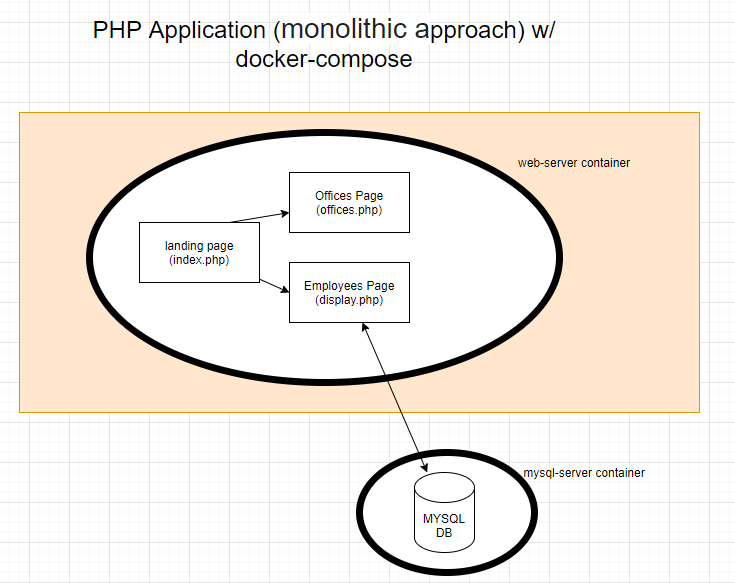 PHP Application (monolithic approach) w/
docker-compose
web-server container
Offices Page
(offices.php)
landing page
(index.php)
Employees Page
(display.php)
mysql-server container
MYSQL
DB